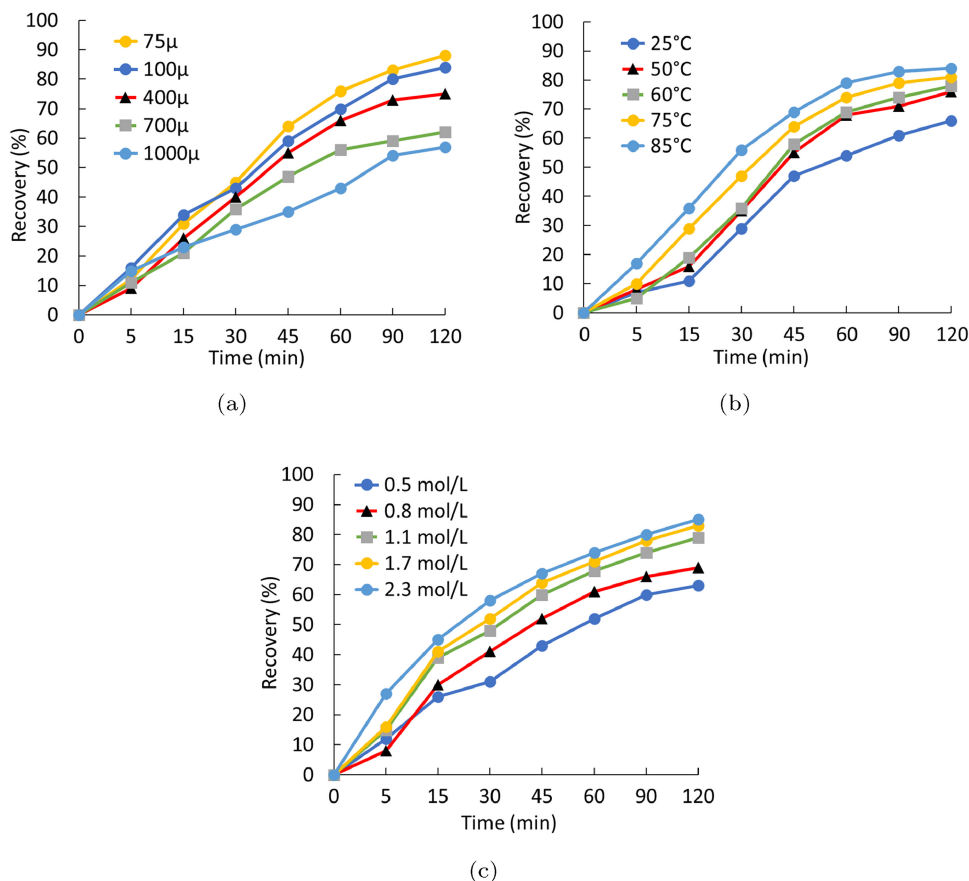 100
90
80
70
60
50
40
30
20
10
0
Recovery (%)
75µ
100µ
400µ
700µ
1000µ
0 5 15 30 45 60 90 120
Time (min)
(a)
100
90
80
70
60
50
40
30
20
10
0
Recovery (%)
25°C
50°C
60°C
75°C
85°C
0 5 15 30 45 60 90 120
Time (min)
(b)
100
90
80
70
60
50
40
30
20
10
0
Recovery (%)
0.5 mol/L
0.8 mol/L
1.1 mol/L
1.7 mol/L
2.3 mol/L
0 5 15 30 45 60 90 120
Time (min)
(c)